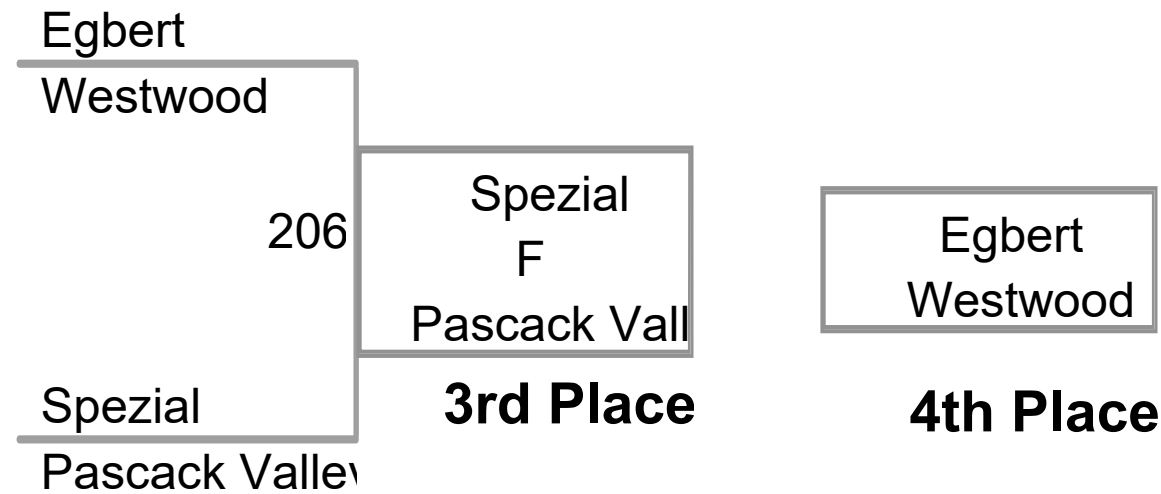 Egbert
Westwood
206
Spezial
F
Pascack Vall
3rd Place
Egbert
Westwood
4th Place
Spezial
Pascack Valley